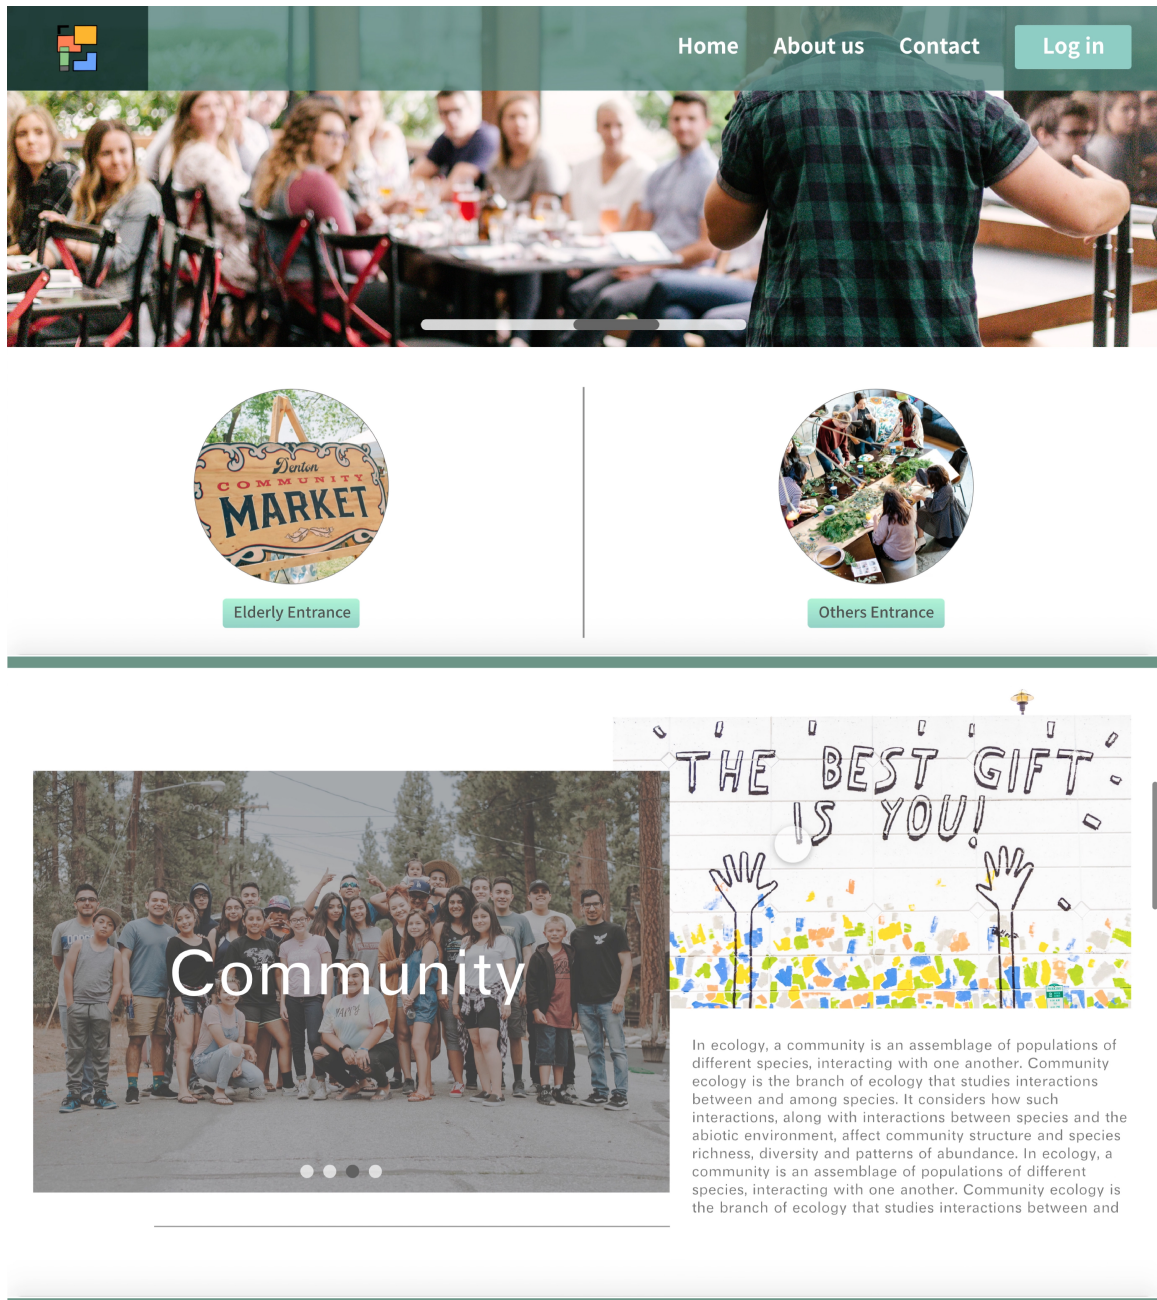 Home About us Contact Log in
Denton
COMMUNITY
MARKET
Elderly Entrance
Others Entrance
THE BEST GIFT
IS YOU!
Community
In ecology, a community is an assemblage of populations of
different species, interacting with one another. Community
ecology is the branch of ecology that studies interactions
between and among species. It considers how such
interactions, along with interactions between species and the
abiotic environment, affect community structure and species
richness, diversity and patterns of abundance. In ecology, a
community is an assemblage of populations of different
species, interacting with one another. Community ecology is
the branch of ecology that studies interactions between and